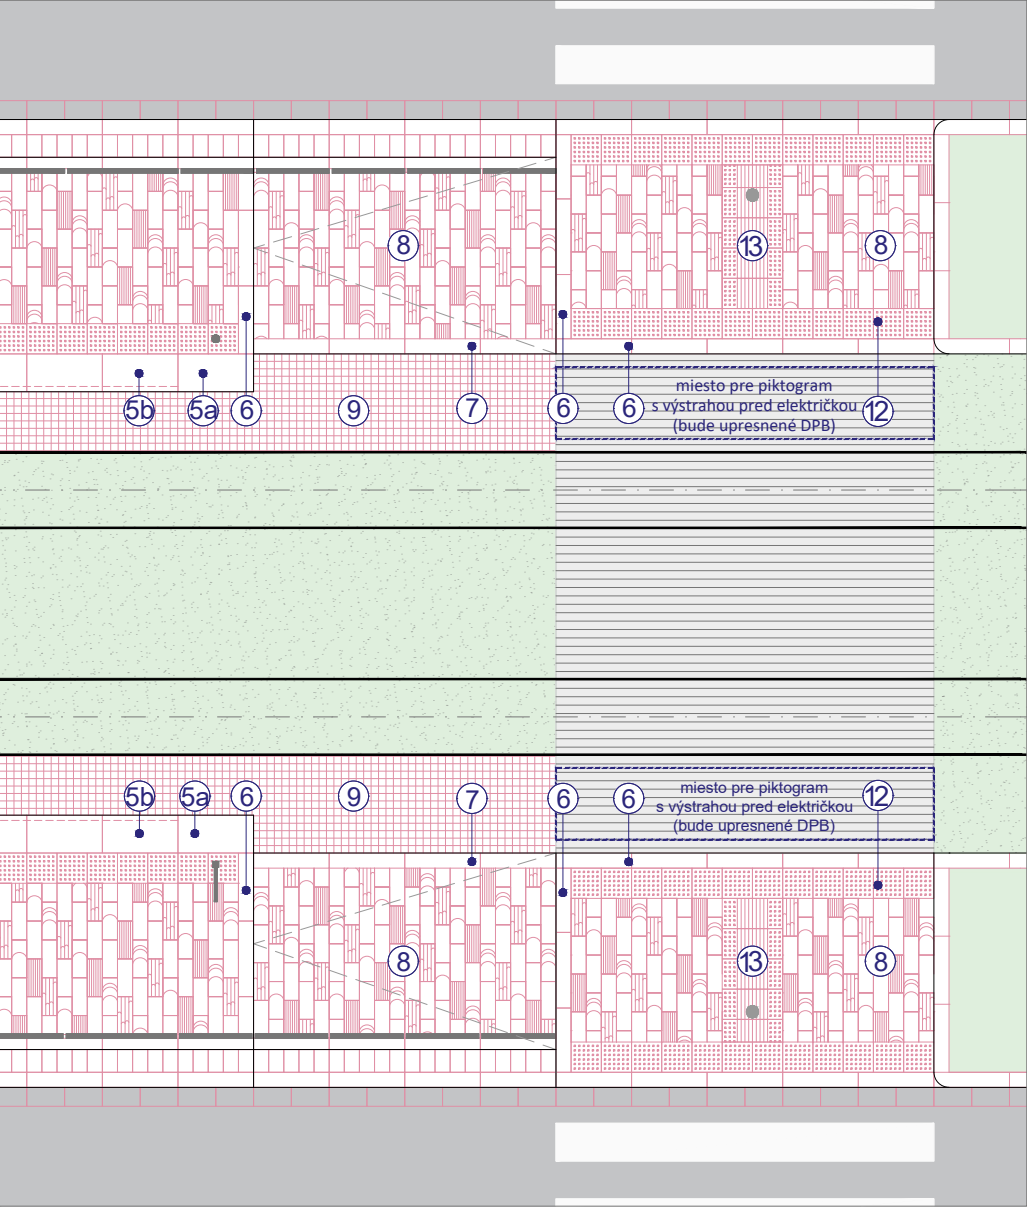 8
13
8
5b
5a
6
9
7
6
6
12
miesto pre piktogram
s výstrahou pred električkou
(bude upresnené DPB)
5b
5a
6
9
7
6
6
12
miesto pre piktogram
s výstrahou pred električkou
(bude upresnené DPB)
8
13
8